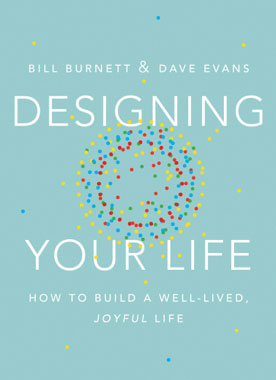 BILL BURNETT & DAVE EVANS
DESIGNING
YOUR LIFE
HOW TO BUILD A WELL-LIVED,
JOYFUL LIFE